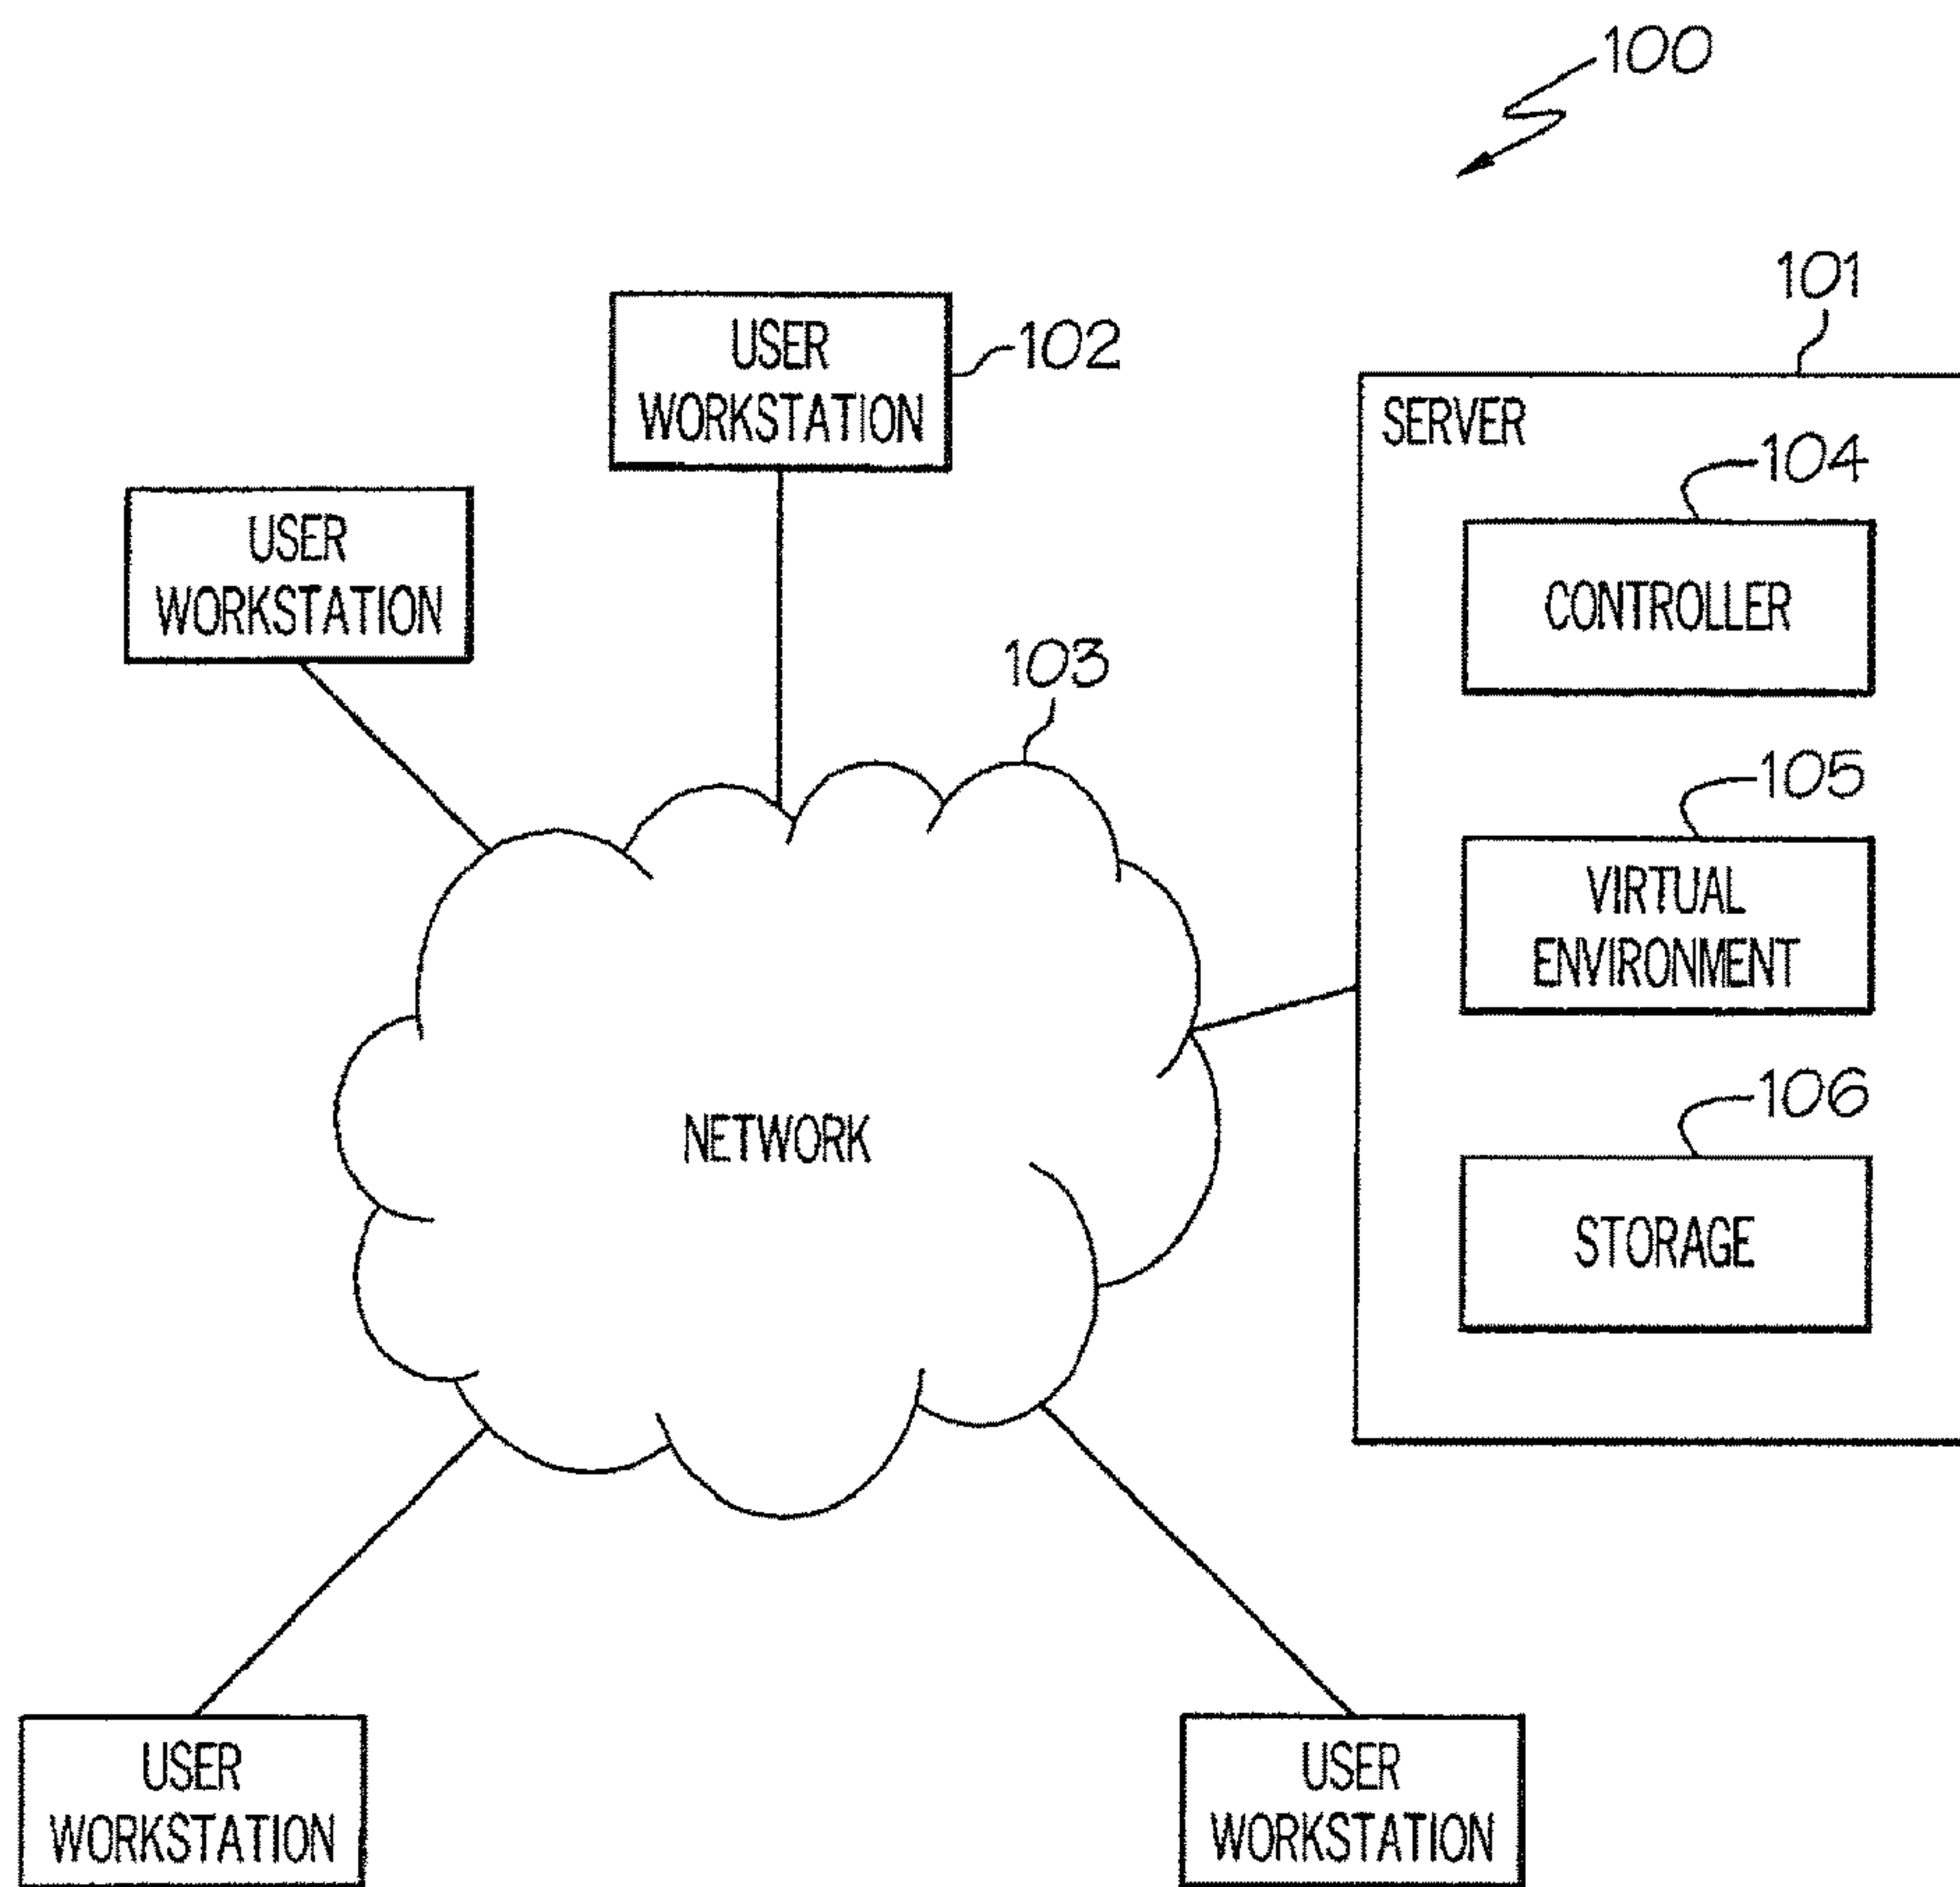 100
101
USER
WORKSTATION
102
SERVER
104
USER
WORKSTATION
CONTROLLER
103
105
VIRTUAL
ENVIRONMENT
NETWORK
106
STORAGE
USER
WORKSTATION
USER
WORKSTATION